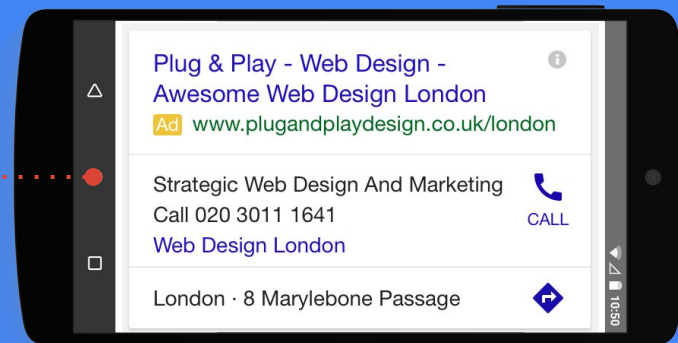 Plug & Play - Web Design -
Awesome Web Design London
Ad www.plugandplaydesign.co.uk/london
Strategic Web Design And Marketing
Call 020 3011 1641
CALL
Web Design London
London · 8 Marylebone Passage
10:50